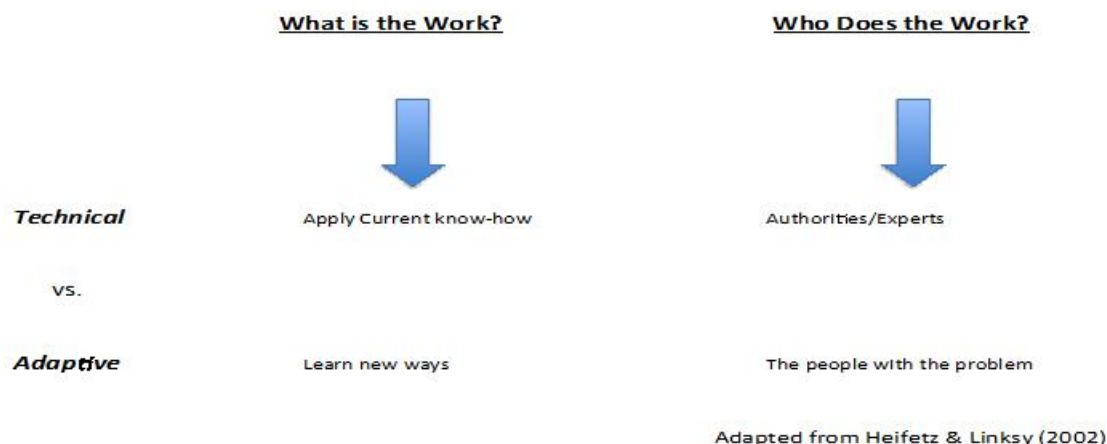 What is the Work? Who Does the Work?
Technical Apply Current know-how Authorities/Experts
vs.
Adaptive Learn new ways The people with the problem
Adapted from Heifetz & Linksy (2002)